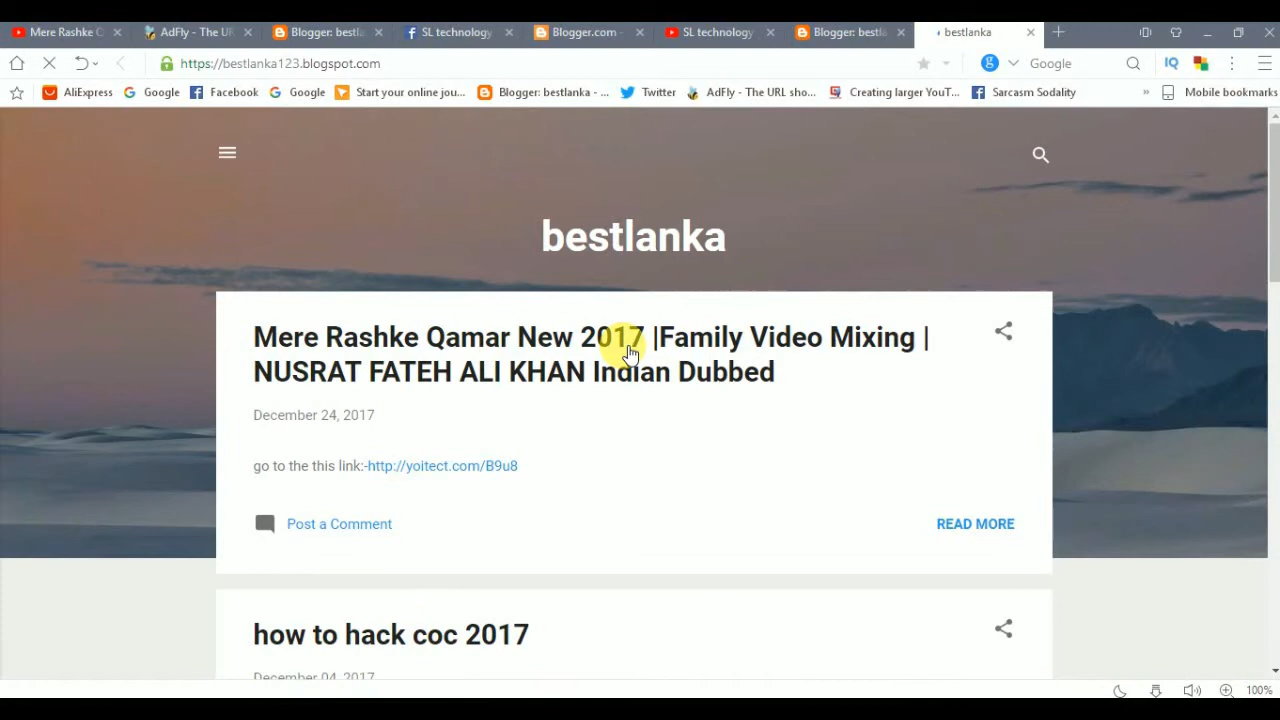 Mere Rashke Q
AdFly - The UR
Blogger: bestla
SL technology
Blogger.com -
SL technology
Blogger: bestla
bestlanka
https://bestlanka123.blogspot.com
Google
IQ
AliExpress
Google
Facebook
Google
Start your online jou...
Blogger: bestlanka - ...
Twitter
AdFly - The URL sho...
Creating larger YouT...
Sarcasm Sodality
»
Mobile bookmarks
bestlanka
Mere Rashke Qamar New 2017 |Family Video Mixing |
NUSRAT FATEH ALI KHAN Indian Dubbed
December 24, 2017
go to the this link:-http://yoitect.com/B9u8
Post a Comment
READ MORE
how to hack coc 2017
December 04, 2017
100%